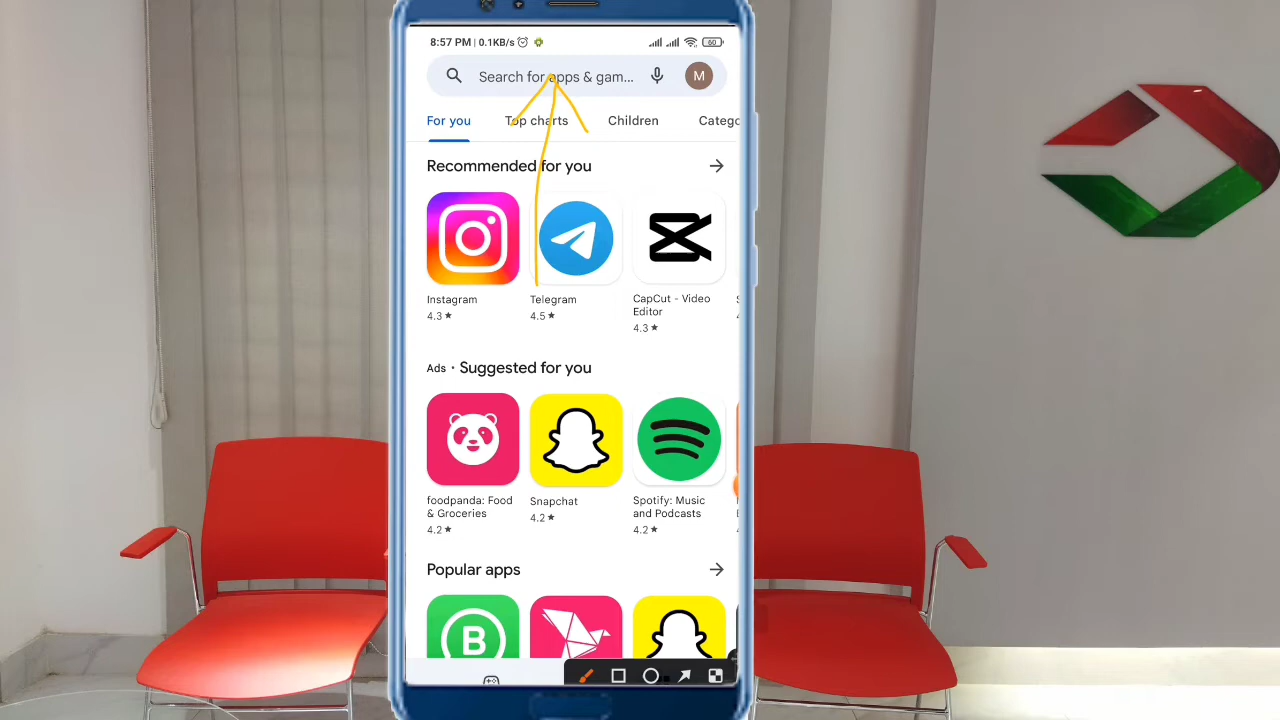 8:57 PM | 0.1KB/s 60
Search for apps & gam... M
For you Top charts Children Catego
Recommended for you
Instagram
4.3 ★
Telegram
4.5 ★
CapCut - Video
Editor
4.3 ★
Ads • Suggested for you
foodpanda: Food
& Groceries
4.2 ★
Snapchat
4.2 ★
Spotify: Music
and Podcasts
4.2 ★
Popular apps
B